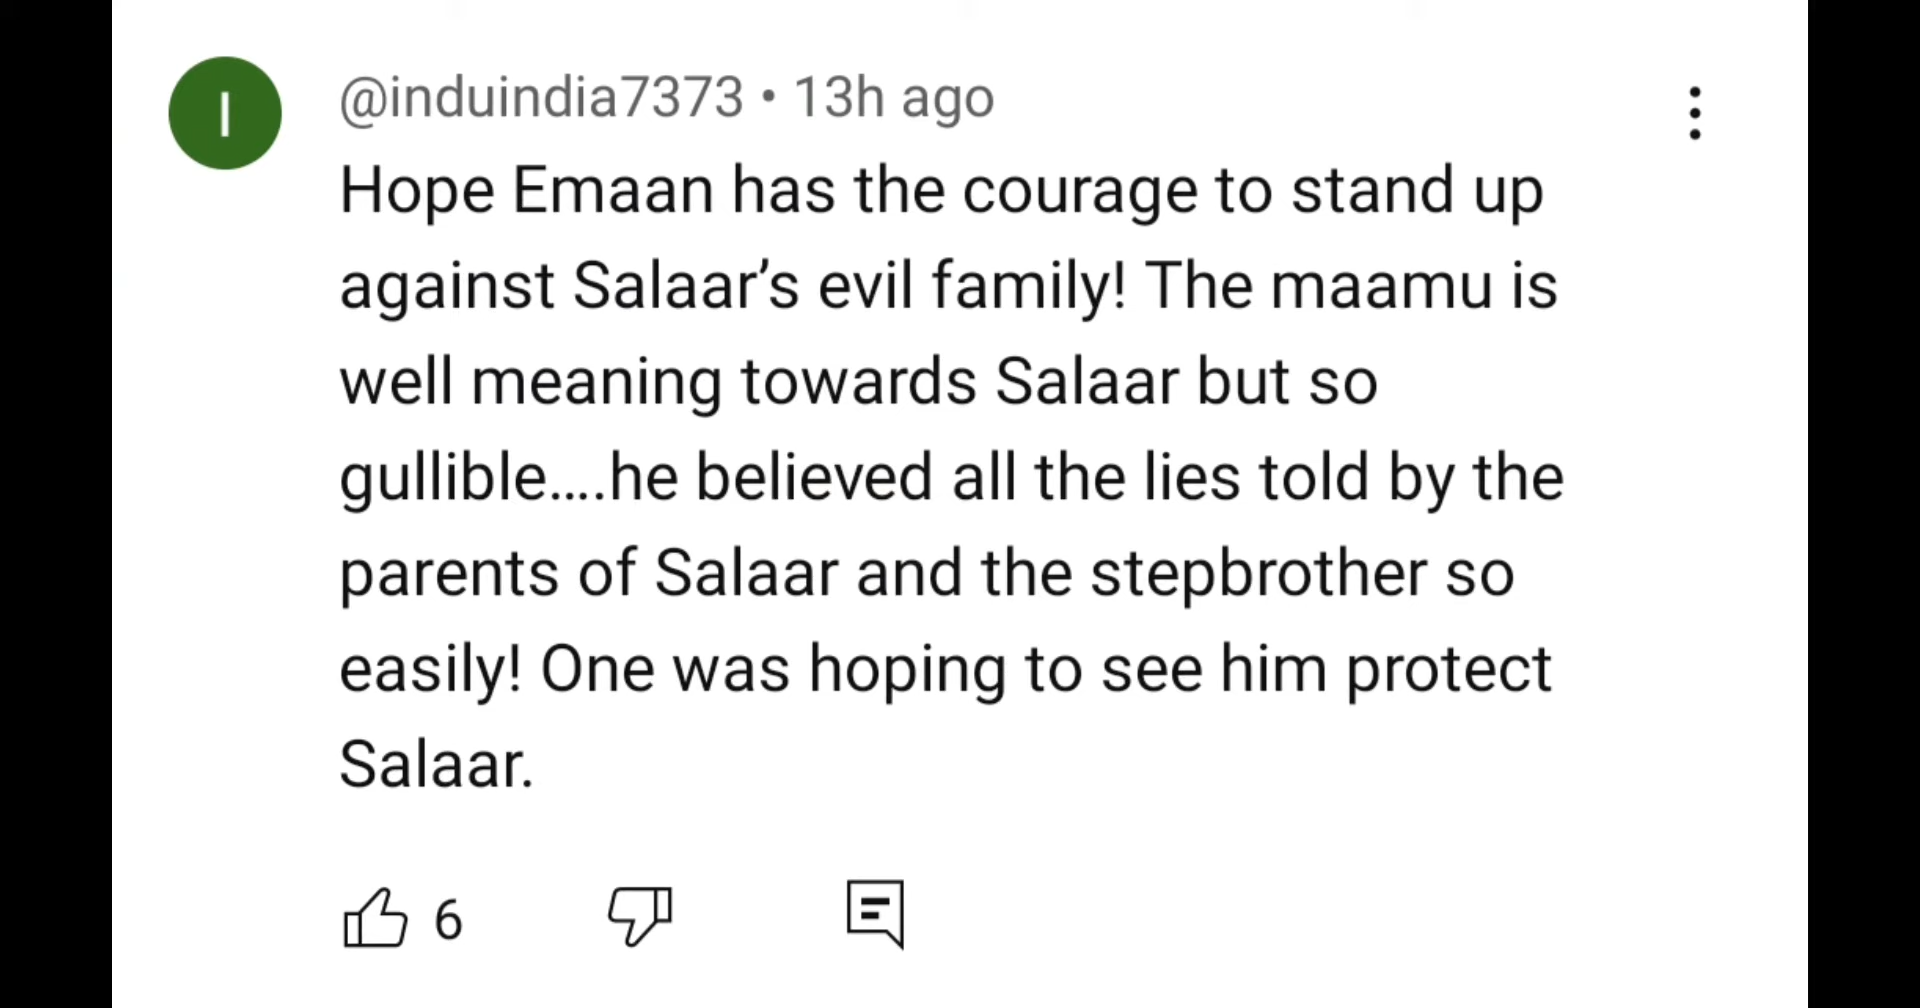 I
@induindia7373 • 13h ago
Hope Emaan has the courage to stand up
against Salaar’s evil family! The maamu is
well meaning towards Salaar but so
gullible....he believed all the lies told by the
parents of Salaar and the stepbrother so
easily! One was hoping to see him protect
Salaar.
6